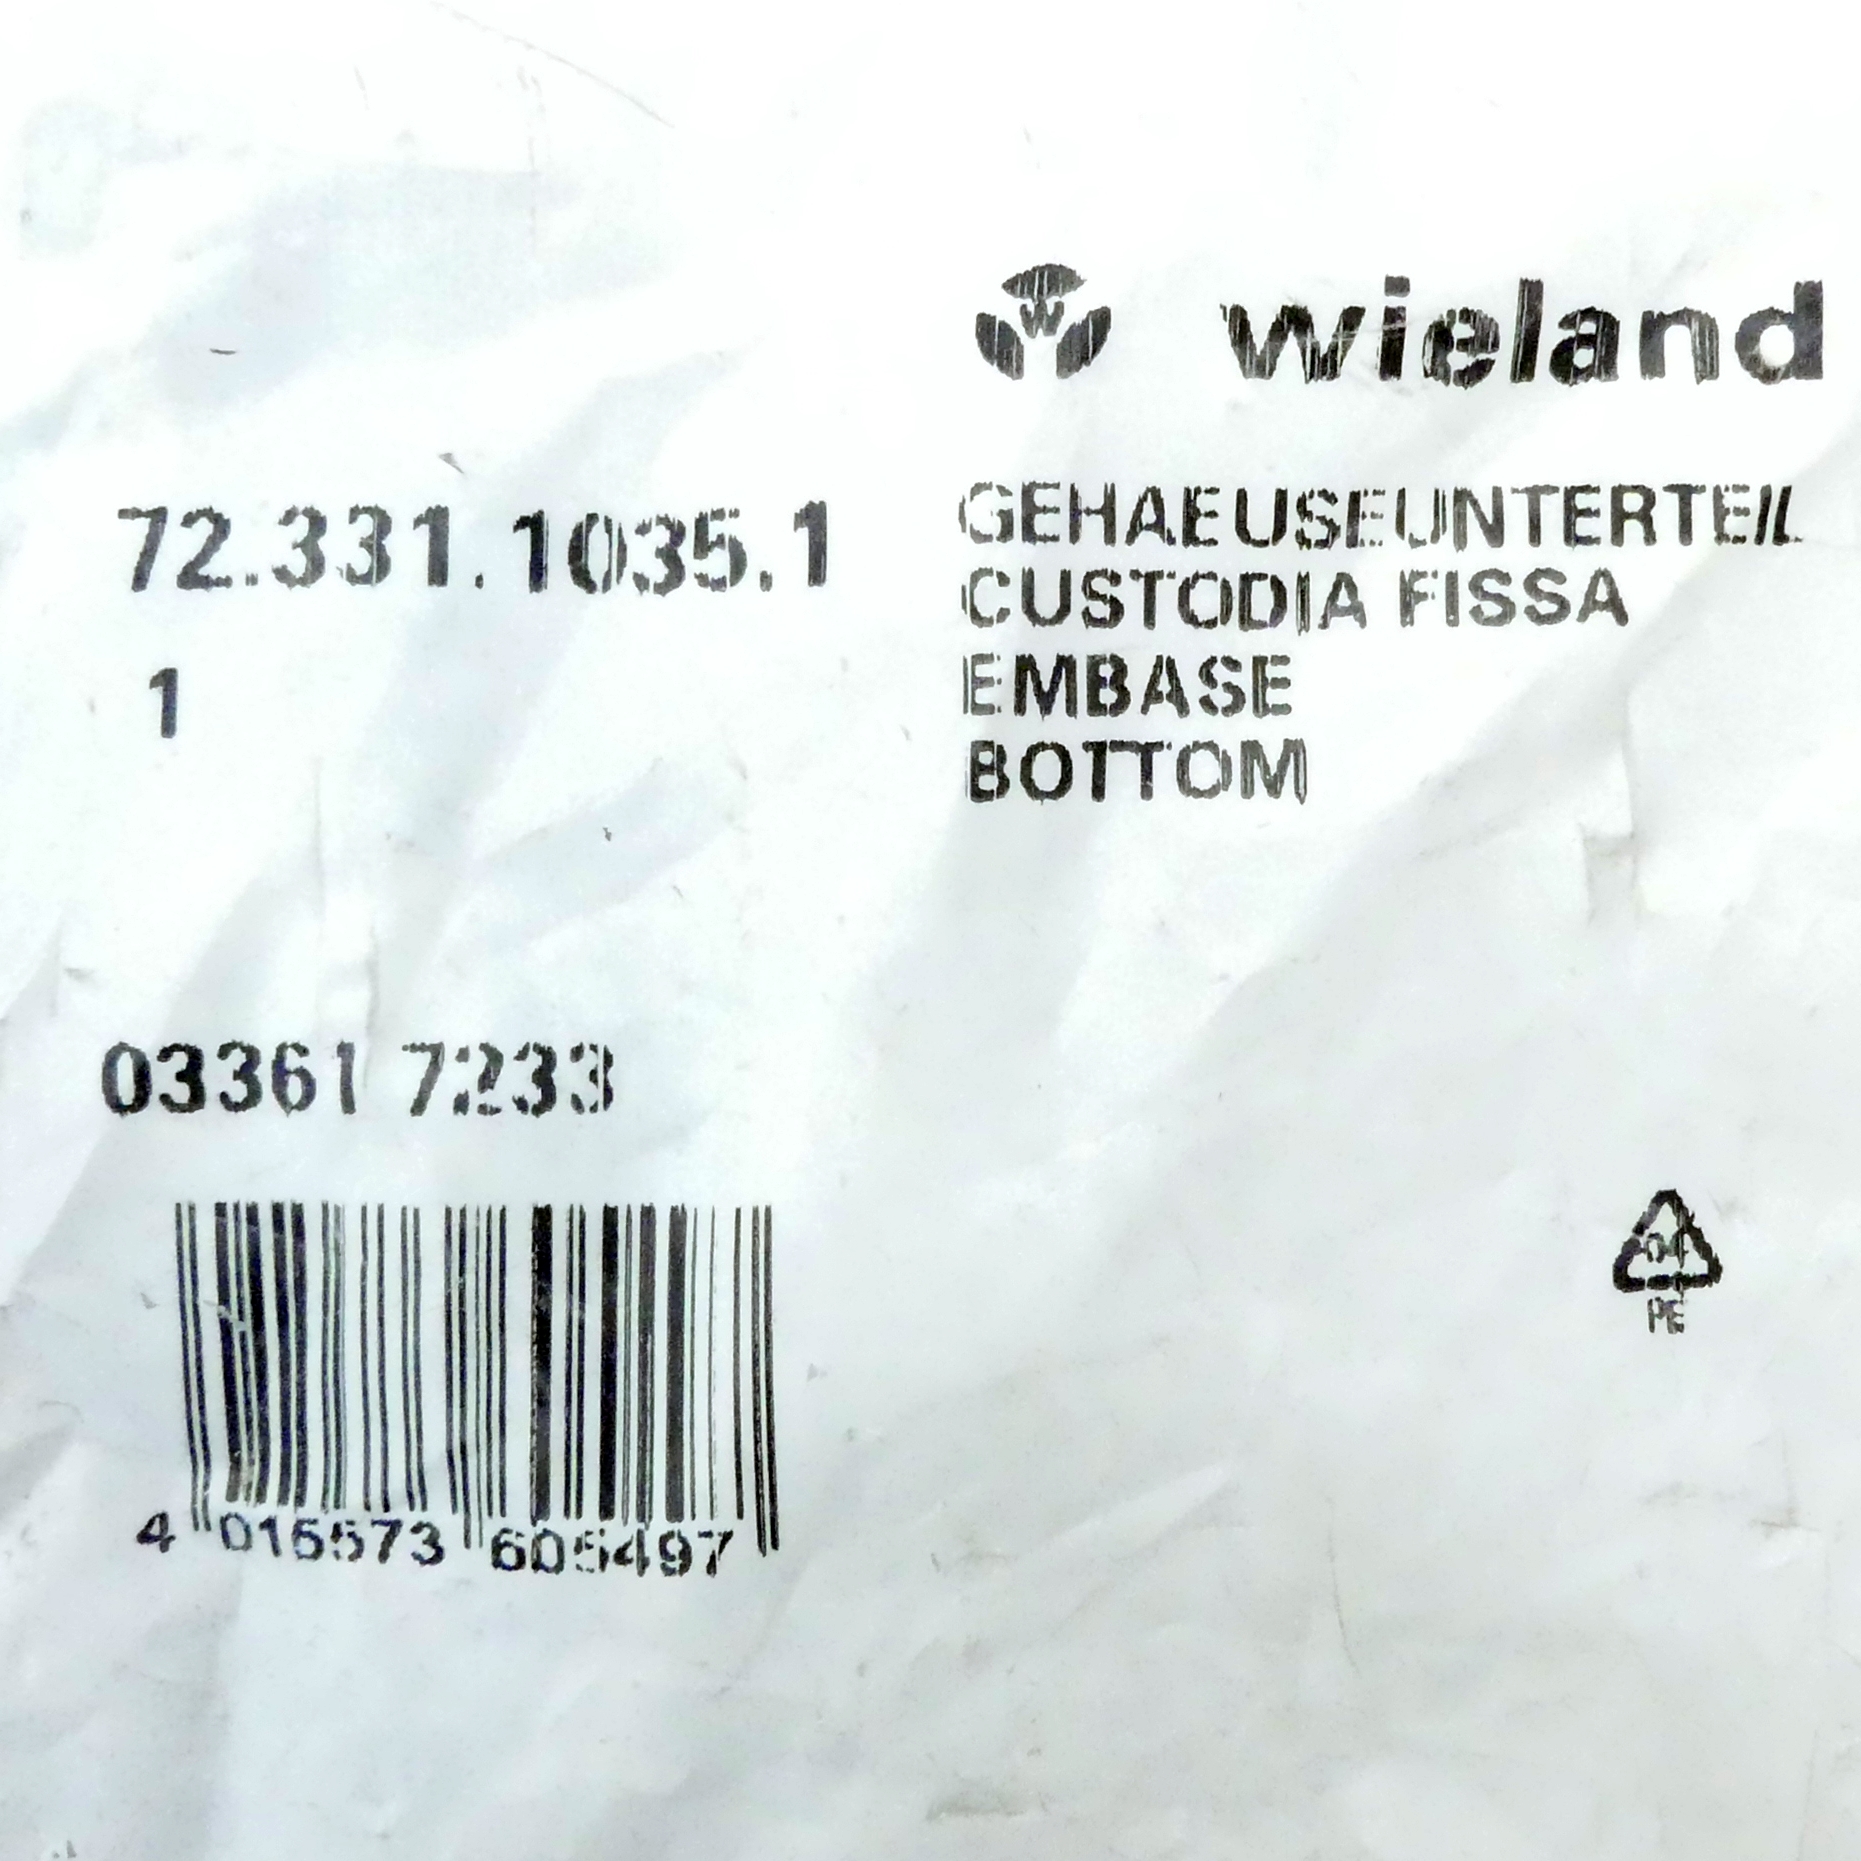 wieland
72.331.1035.1
1
GEHAEUSEUNTERTEIL
CUSTODIA FISSA
EMBASE
BOTTOM
03361 7233
4 015573 605497
04
PE